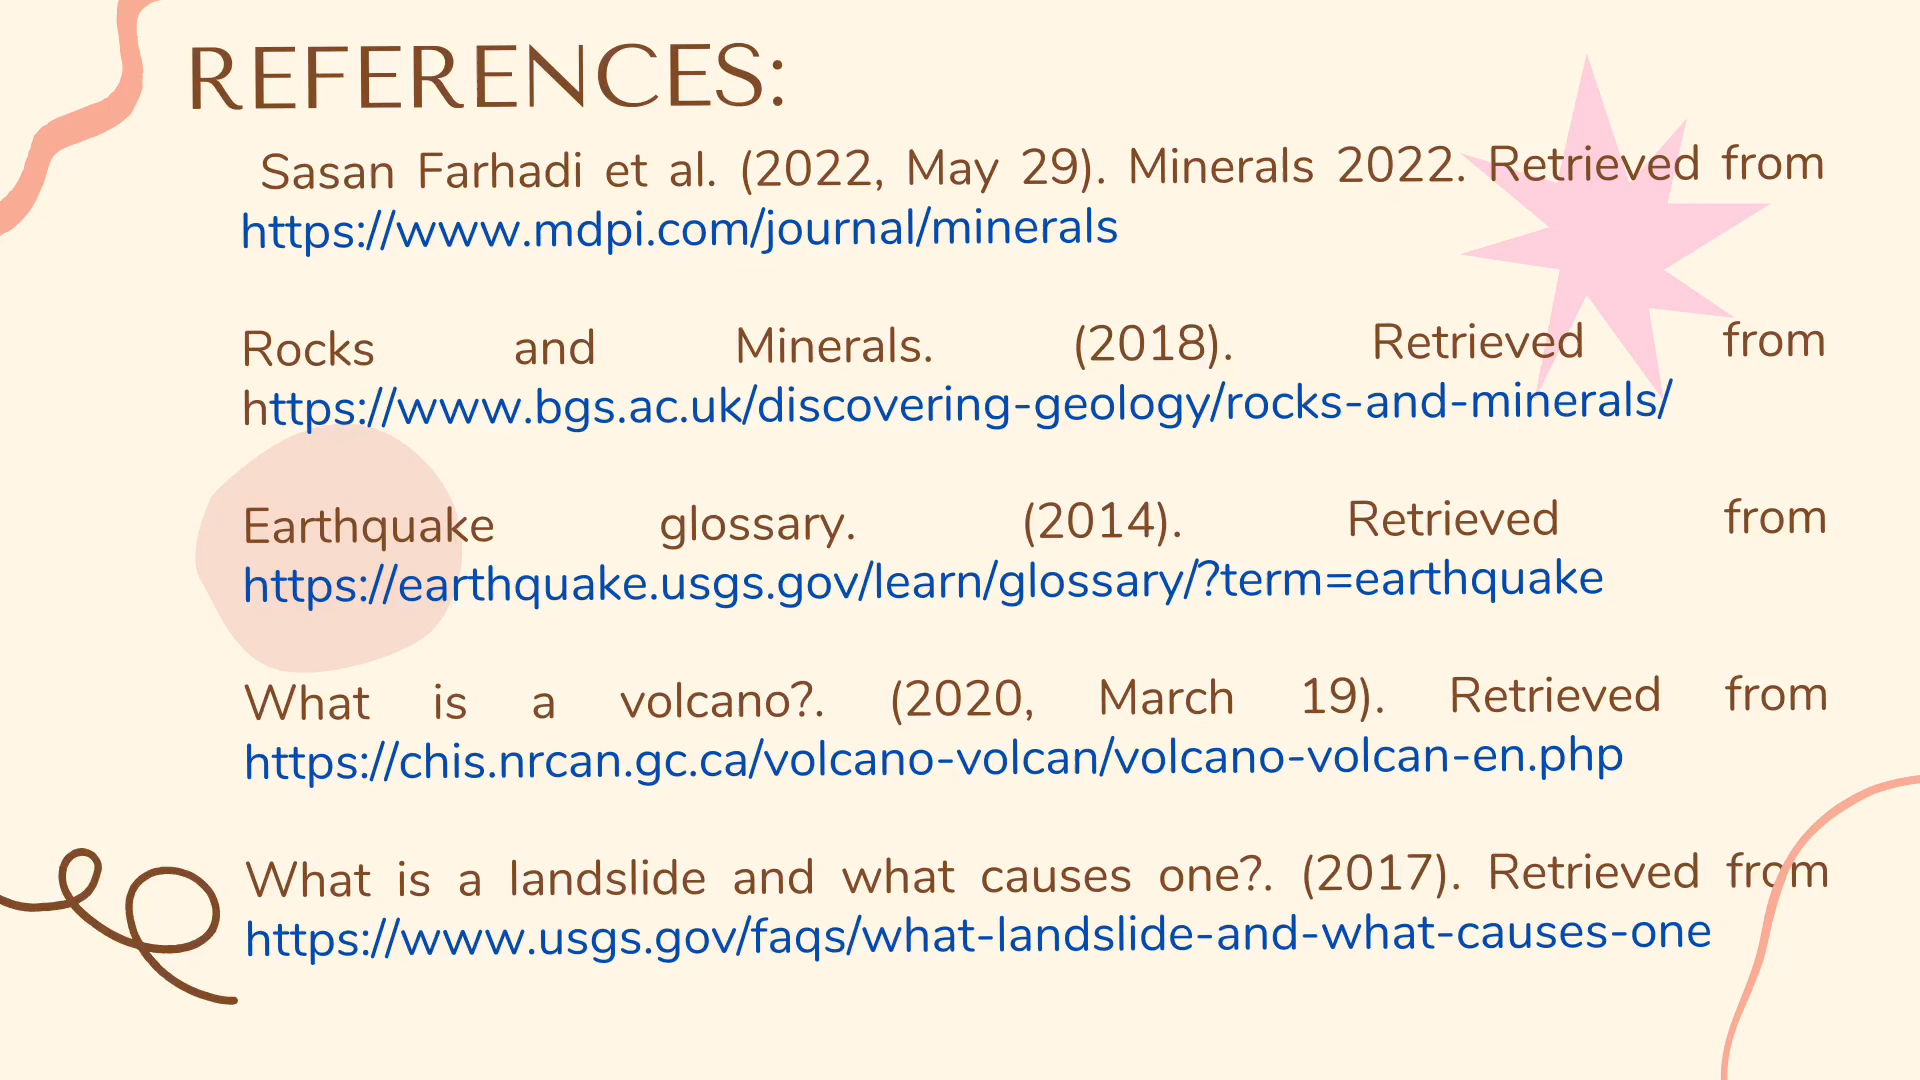 REFERENCES:
Sasan Farhadi et al. (2022, May 29). Minerals 2022. Retrieved from
https://www.mdpi.com/journal/minerals
Rocks and Minerals. (2018). Retrieved from
https://www.bgs.ac.uk/discovering-geology/rocks-and-minerals/
Earthquake glossary. (2014). Retrieved from
https://earthquake.usgs.gov/learn/glossary/?term=earthquake
What is a volcano?. (2020, March 19). Retrieved from
https://chis.nrcan.gc.ca/volcano-volcan/volcano-volcan-en.php
What is a landslide and what causes one?. (2017). Retrieved from
https://www.usgs.gov/faqs/what-landslide-and-what-causes-one